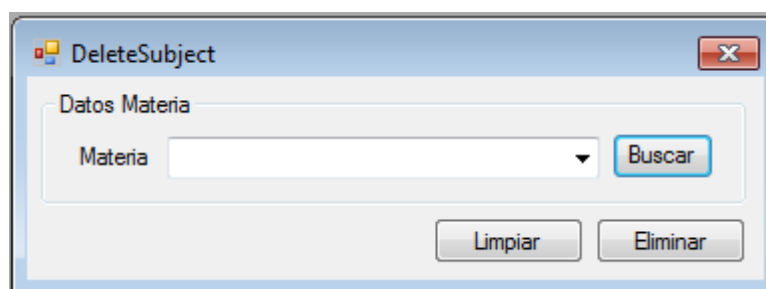 DeleteSubject
Datos Materia
Materia Buscar
Limpiar Eliminar